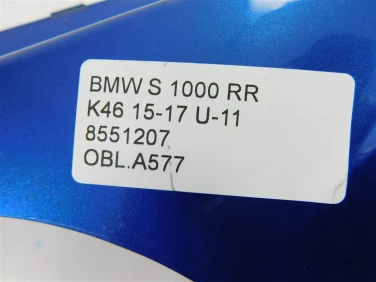 BMW S 1000 RR
K46 15-17 U-11
8551207
OBL.A577